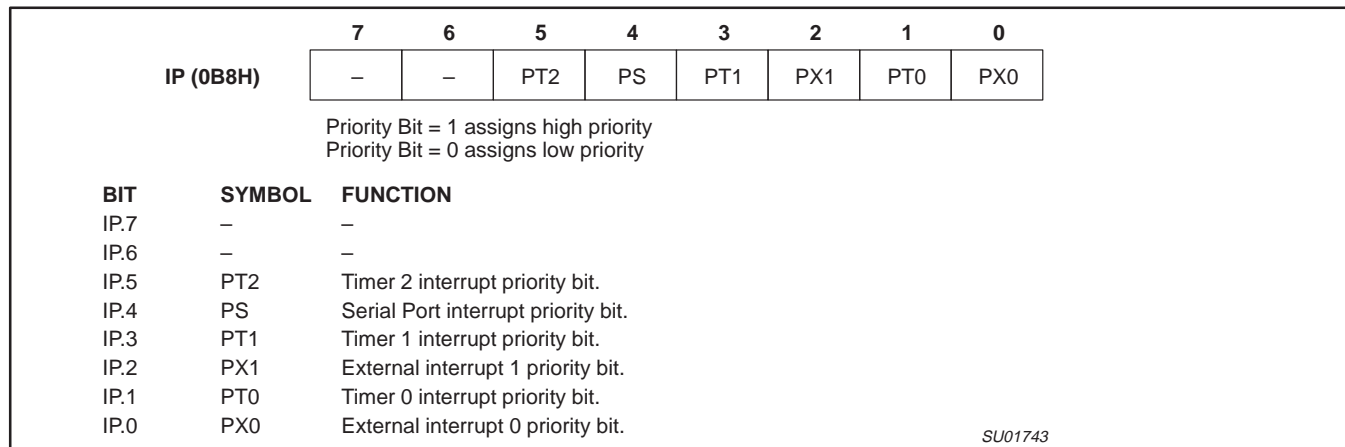 7 6 5 4 3 2 1 0
IP (0B8H) – – PT2 PS PT1 PX1 PT0 PX0
Priority Bit = 1 assigns high priority
Priority Bit = 0 assigns low priority
BIT SYMBOL FUNCTION
IP.7 – –
IP.6 – –
IP.5 PT2 Timer 2 interrupt priority bit.
IP.4 PS Serial Port interrupt priority bit.
IP.3 PT1 Timer 1 interrupt priority bit.
IP.2 PX1 External interrupt 1 priority bit.
IP.1 PT0 Timer 0 interrupt priority bit.
IP.0 PX0 External interrupt 0 priority bit.
SU01743